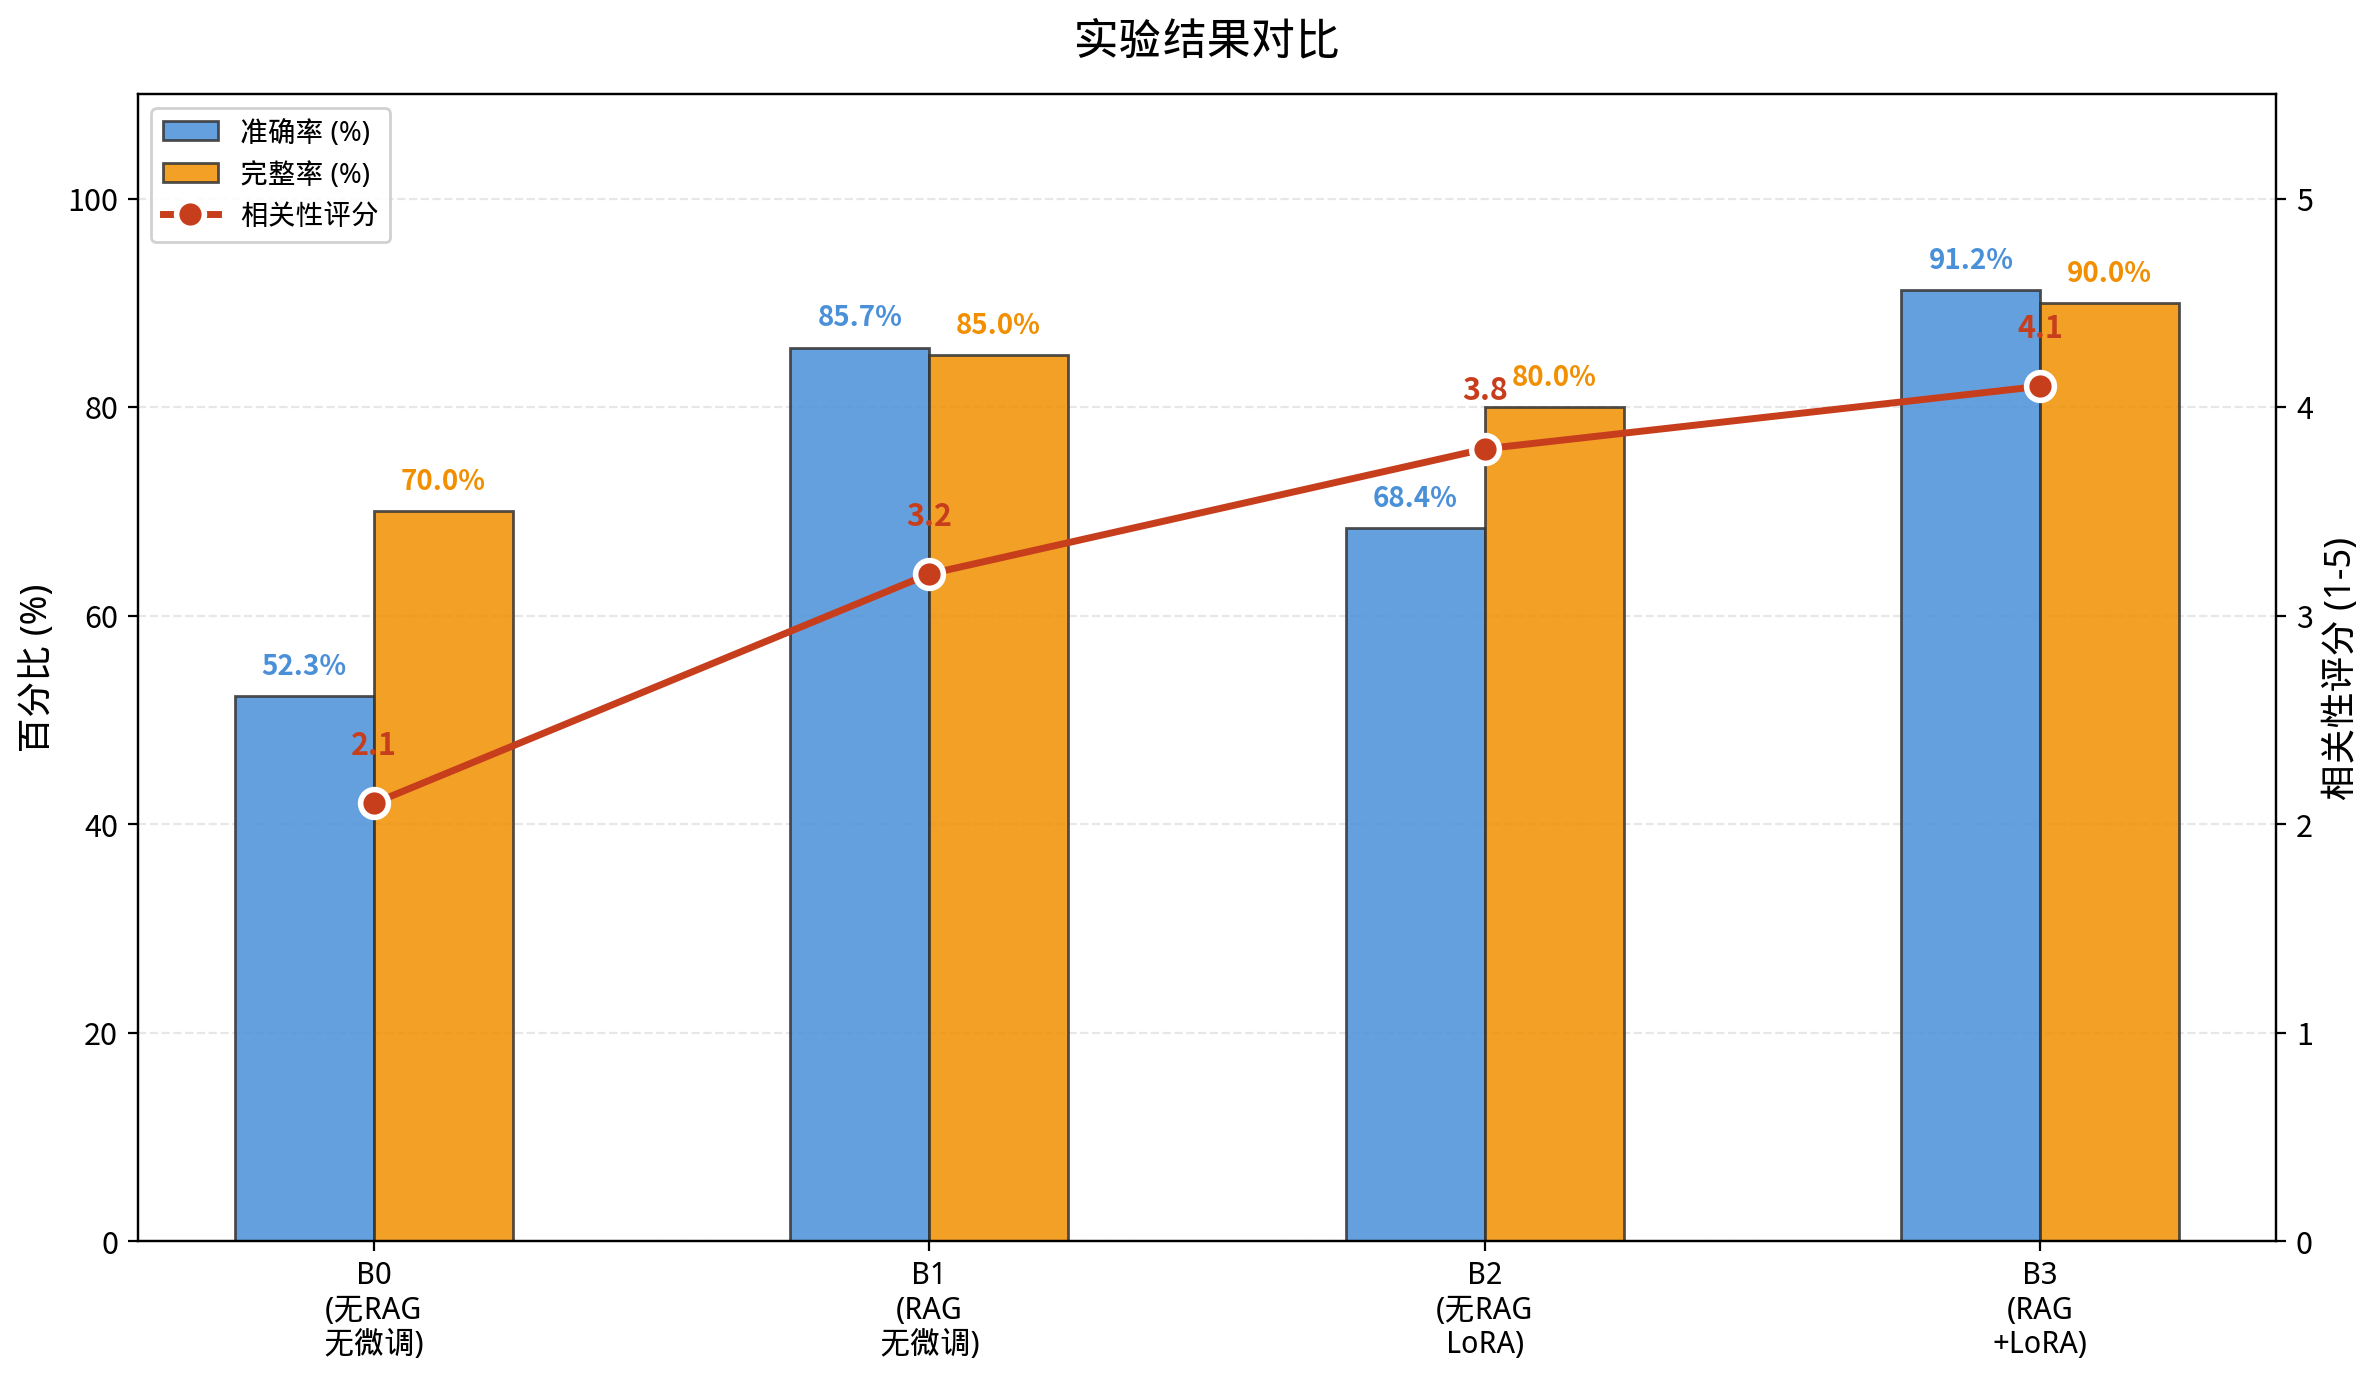 实验结果对比
准确率 (%)
完整率 (%)
相关性评分
百分比 (%)
100
80
60
40
20
0
52.3%
70.0%
2.1
85.7%
85.0%
3.2
68.4%
80.0%
3.8
91.2%
90.0%
4.1
5
4
3
2
1
0
相关性评分 (1-5)
B0
(无RAG
无微调)
B1
(RAG
无微调)
B2
(无RAG
LoRA)
B3
(RAG
+LoRA)